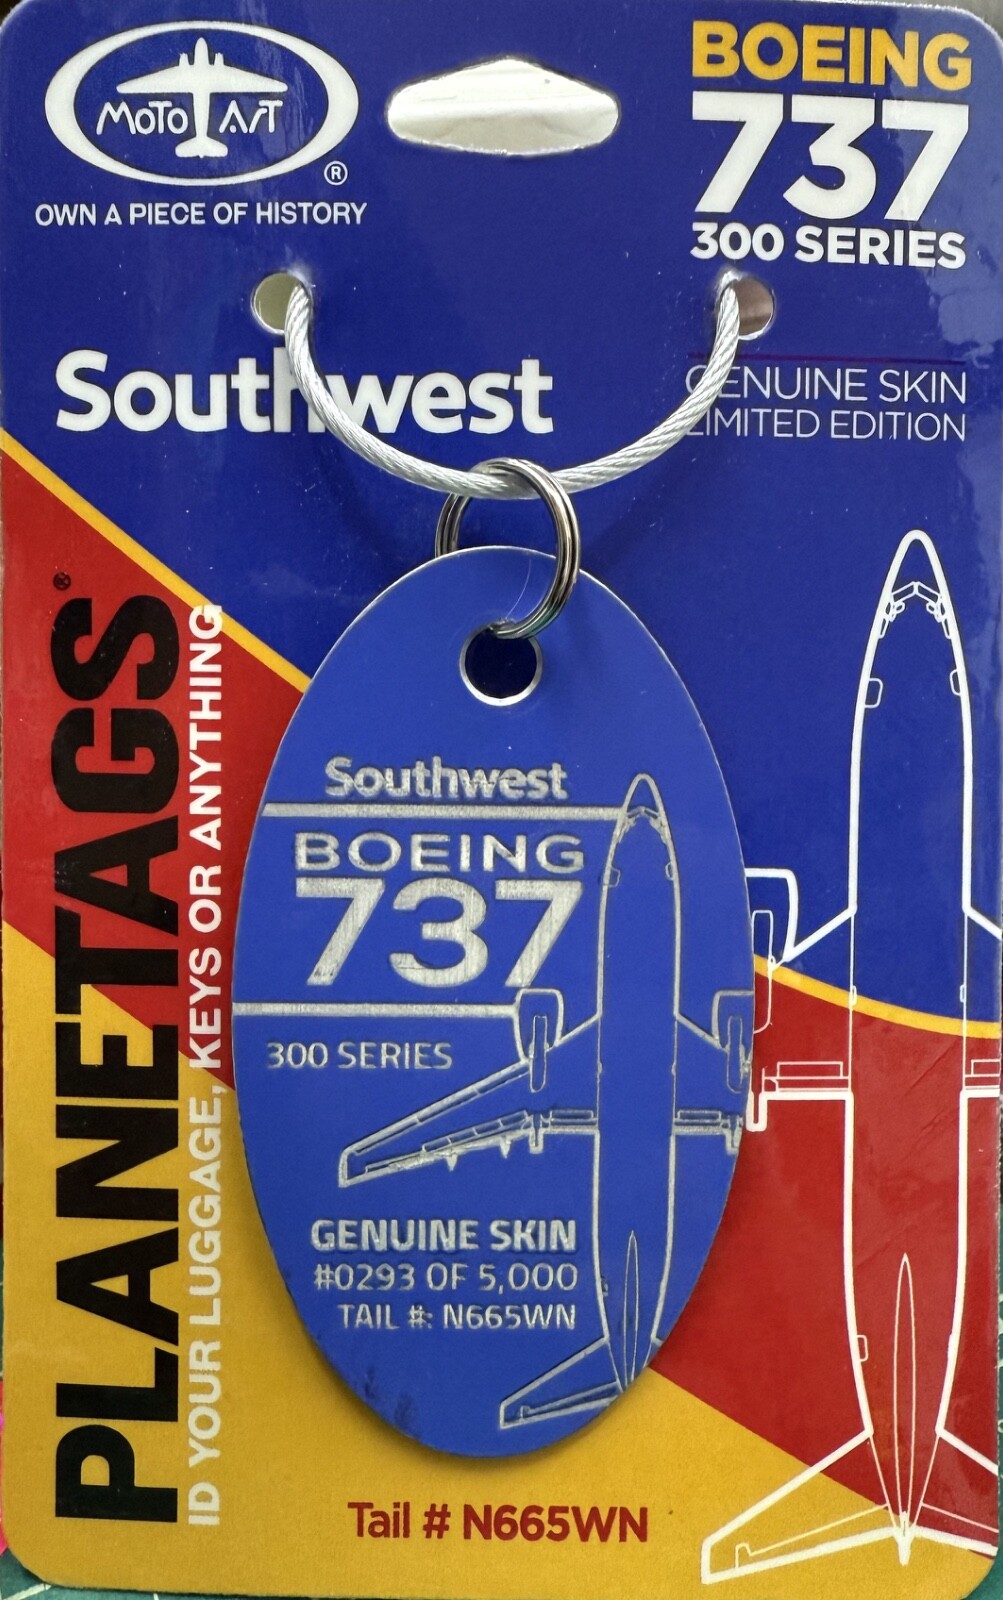 MOTO ART
®
OWN A PIECE OF HISTORY
BOEING
737
300 SERIES
Southwest
GENUINE SKIN
LIMITED EDITION
PLANETAGS®
ID YOUR LUGGAGE, KEYS OR ANYTHING
Southwest
BOEING
737
300 SERIES
GENUINE SKIN
#0293 OF 5,000
TAIL #: N665WN
Tail # N665WN